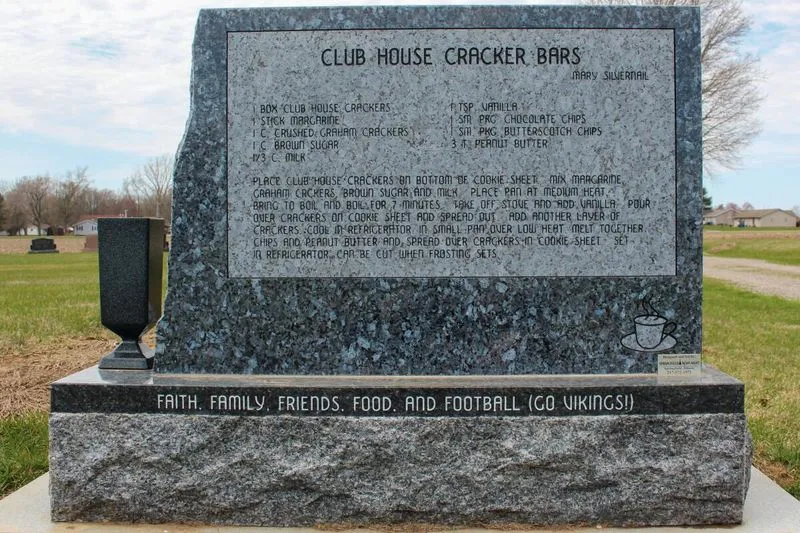 CLUB HOUSE CRACKER BARS
MARY SILVERNAIL
1 BOX CLUB HOUSE CRACKERS
1 STICK MARGARINE
1 C. CRUSHED GRAHAM CRACKERS
1 C. BROWN SUGAR
1/3 C. MILK
1 TSP VANILLA
1 SM. PKG CHOCOLATE CHIPS
1 SM. PKG BUTTERSCOTCH CHIPS
3 T. PEANUT BUTTER
PLACE CLUB HOUSE CRACKERS ON BOTTOM OF COOKIE SHEET. MIX MARGARINE,
GRAHAM CRCKERS, BROWN SUGAR AND MILK. PLACE PAN AT MEDIUM HEAT,
BRING TO BOIL AND BOIL FOR 7 MINUTES. TAKE OFF STOVE AND ADD VANILLA. POUR
OVER CRACKERS ON COOKIE SHEET AND SPREAD OUT. ADD ANOTHER LAYER OF
CRACKERS. COOL IN REFRIGERATOR. IN SMALL PAN OVER LOW HEAT MELT TOGETHER
CHIPS AND PEANUT BUTTER AND SPREAD OVER CRACKERS IN COOKIE SHEET. SET
IN REFRIGERATOR. CAN BE CUT WHEN FROSTING SETS.
FAITH, FAMILY, FRIENDS, FOOD, AND FOOTBALL (GO VIKINGS!)